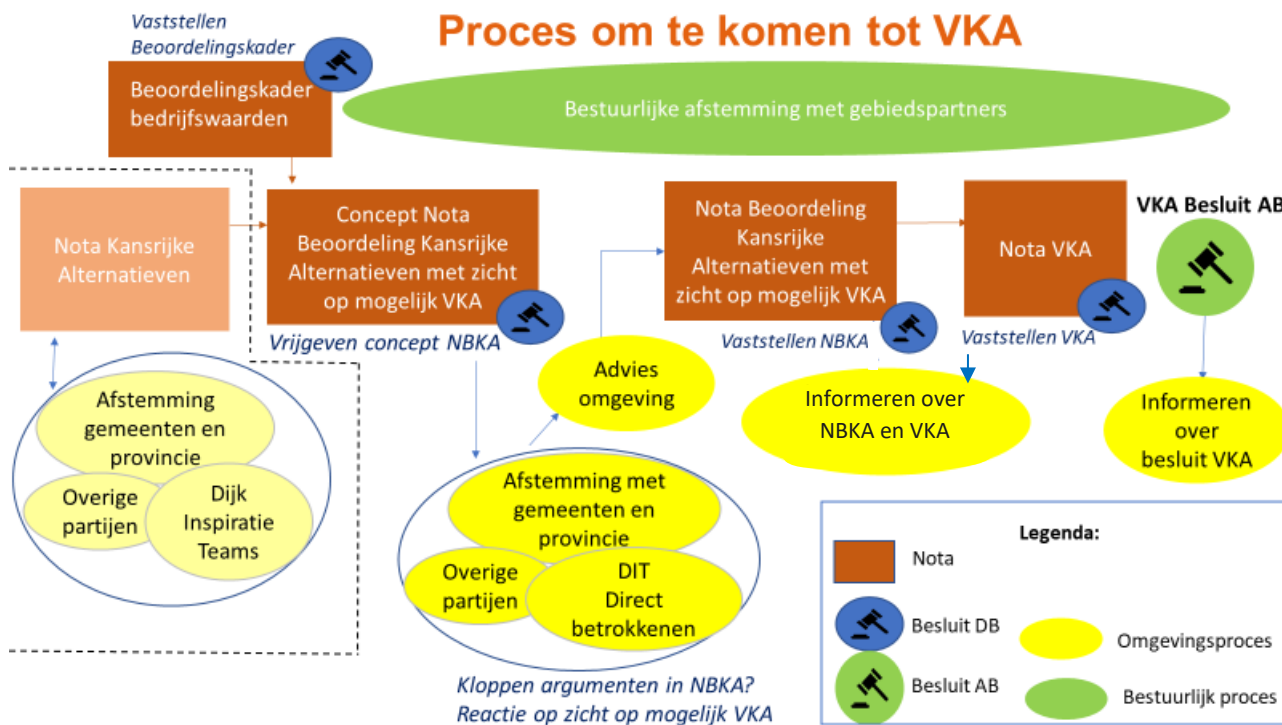 Proces om te komen tot VKA
Vaststellen
Beoordelingskader
Beoordelingskader
bedrijfswaarden
Bestuurlijke afstemming met gebiedspartners
Nota Kansrijke
Alternatieven
Concept Nota
Beoordeling Kansrijke
Alternatieven met zicht
op mogelijk VKA
Vrijgeven concept NBKA
Nota Beoordeling
Kansrijke
Alternatieven met
zicht op mogelijk VKA
Vaststellen NBKA
Nota VKA
Vaststellen VKA
VKA Besluit AB
Advies
omgeving
Informeren over
NBKA en VKA
Informeren
over
besluit VKA
Afstemming
gemeenten en
provincie
Overige
partijen
Dijk
Inspiratie
Teams
Afstemming met
gemeenten en
provincie
Overige
partijen
DIT
Direct
betrokkenen
Kloppen argumenten in NBKA?
Reactie op zicht op mogelijk VKA
Legenda:
Nota
Besluit DB
Omgevingsproces
Besluit AB
Bestuurlijk proces